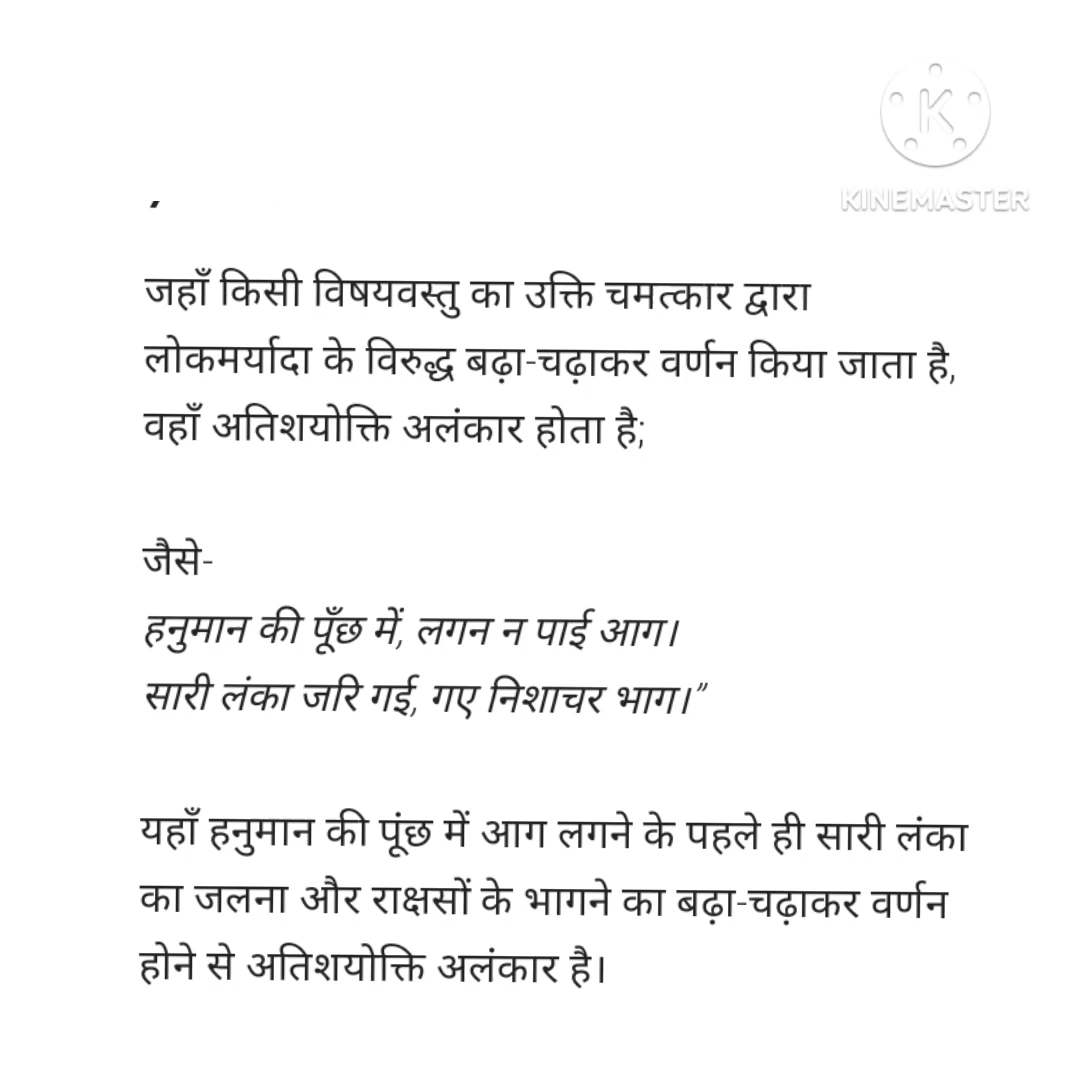 K
KINEMASTER
जहाँ किसी विषयवस्तु का उक्ति चमत्कार द्वारा
लोकमर्यादा के विरुद्ध बढ़ा-चढ़ाकर वर्णन किया जाता है,
वहाँ अतिशयोक्ति अलंकार होता है;
जैसे-
हनुमान की पूँछ में, लगन न पाई आग।
सारी लंका जरि गई, गए निशाचर भाग।”
यहाँ हनुमान की पूंछ में आग लगने के पहले ही सारी लंका
का जलना और राक्षसों के भागने का बढ़ा-चढ़ाकर वर्णन
होने से अतिशयोक्ति अलंकार है।